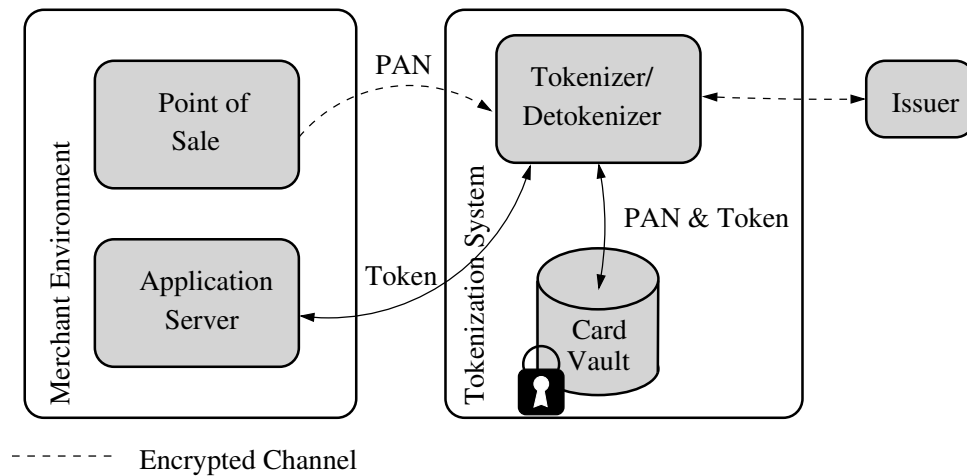 Merchant Environment
Point of
Sale
Application
Server
PAN
Token
Tokenization System
Tokenizer/
Detokenizer
PAN & Token
Card
Vault
Issuer
Encrypted Channel